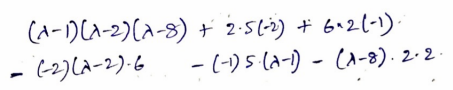 (λ-1)(λ-2)(λ-8) + 2·5(-2) + 6×2(-1)·
- (-2)(λ-2)·6 - (-1)5·(λ-1) - (λ-8)·2·2·